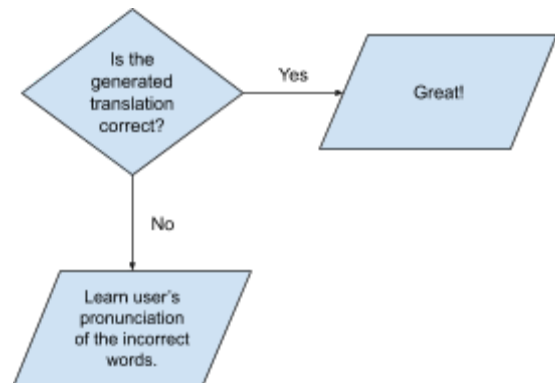 Is the
generated
translation
correct?
Yes
Great!
No
Learn user's
pronunciation
of the incorrect
words.